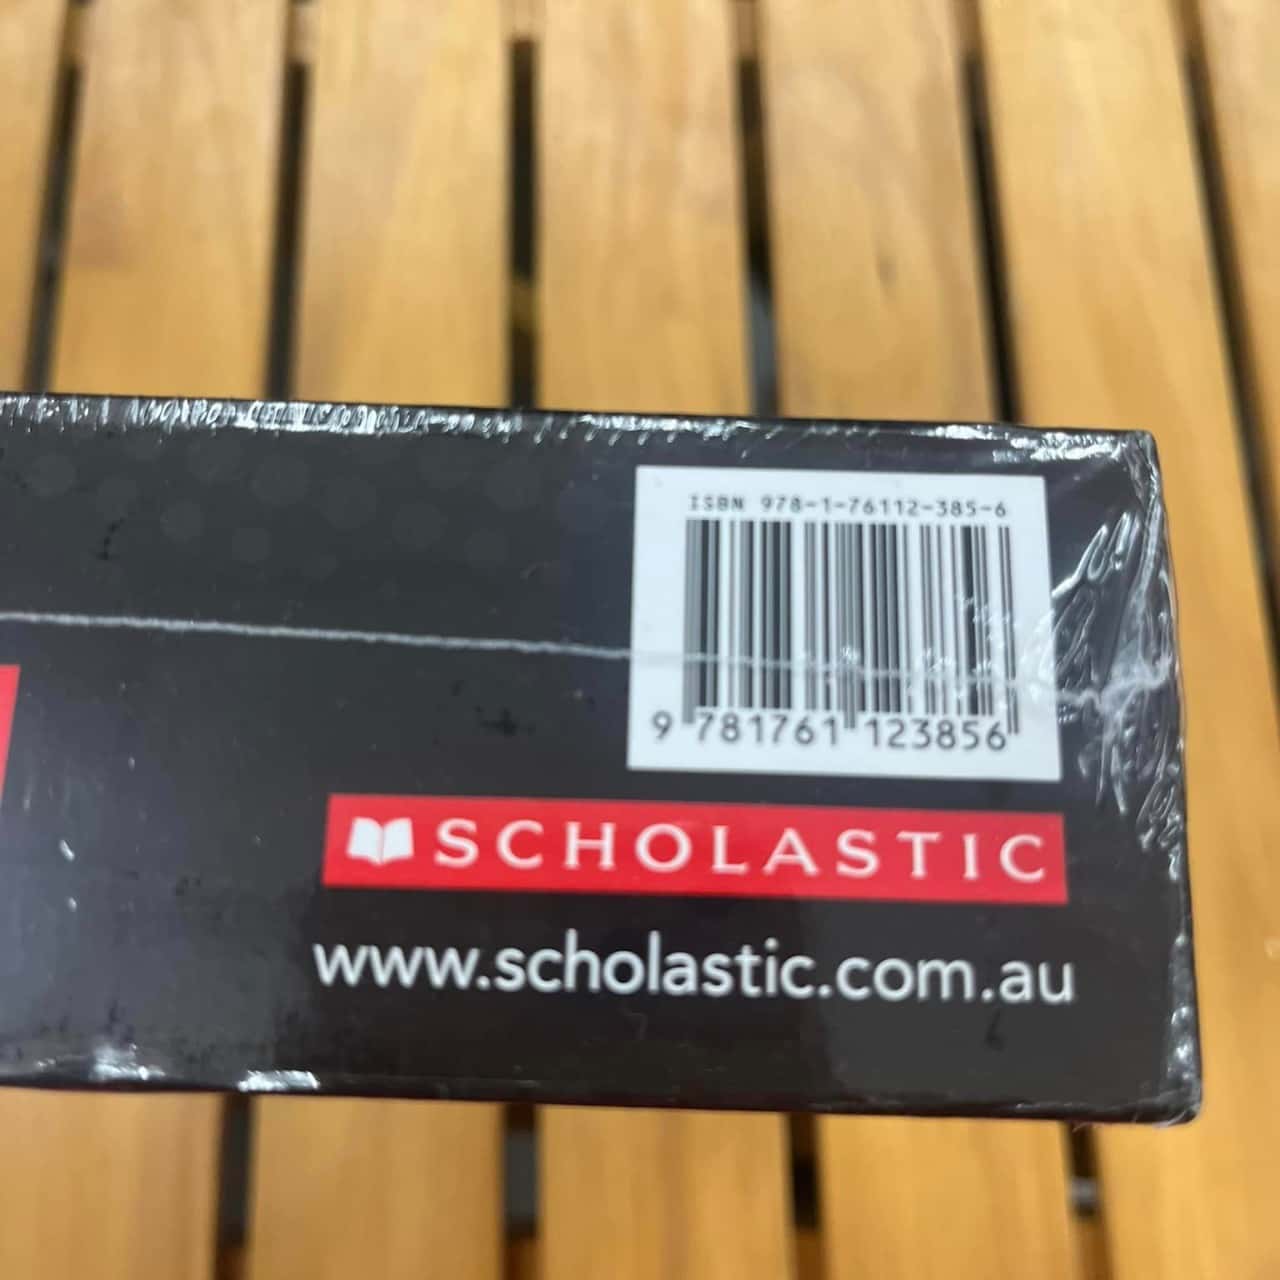 ISBN 978-1-76112-385-6
9 781761 123856
SCHOLASTIC
www.scholastic.com.au